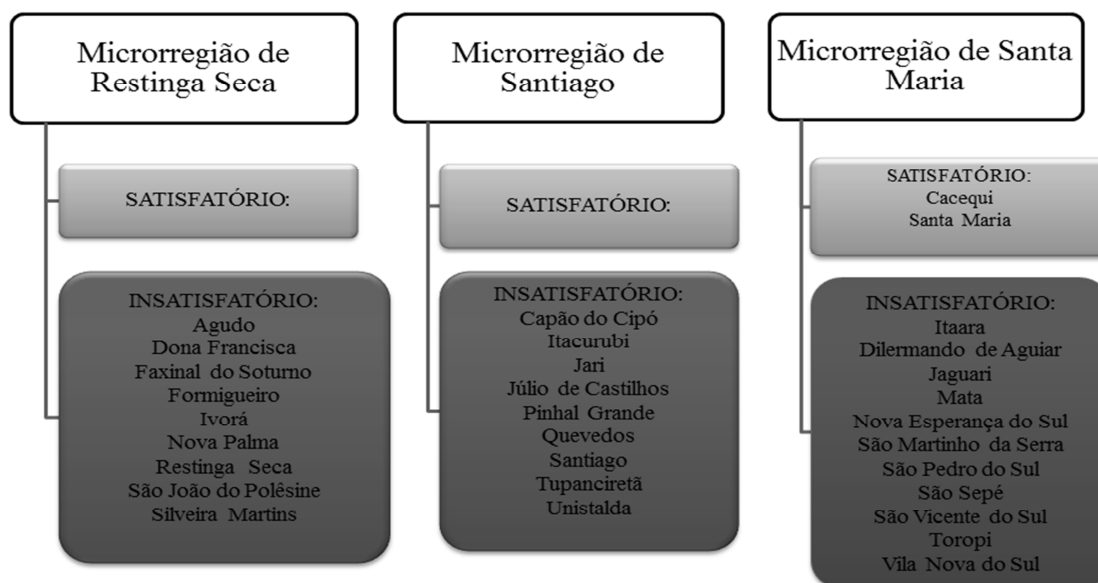 Microrregião de
Restinga Seca
SATISFATÓRIO:
INSATISFATÓRIO:
Agudo
Dona Francisca
Faxinal do Soturno
Formigueiro
Ivorá
Nova Palma
Restinga Seca
São João do Polêsine
Silveira Martins
Microrregião de
Santiago
SATISFATÓRIO:
INSATISFATÓRIO:
Capão do Cipó
Itacurubi
Jari
Júlio de Castilhos
Pinhal Grande
Quevedos
Santiago
Tupanciretã
Unistalda
Microrregião de Santa
Maria
SATISFATÓRIO:
Cacequi
Santa Maria
INSATISFATÓRIO:
Itaara
Dilermando de Aguiar
Jaguari
Mata
Nova Esperança do Sul
São Martinho da Serra
São Pedro do Sul
São Sepé
São Vicente do Sul
Toropi
Vila Nova do Sul